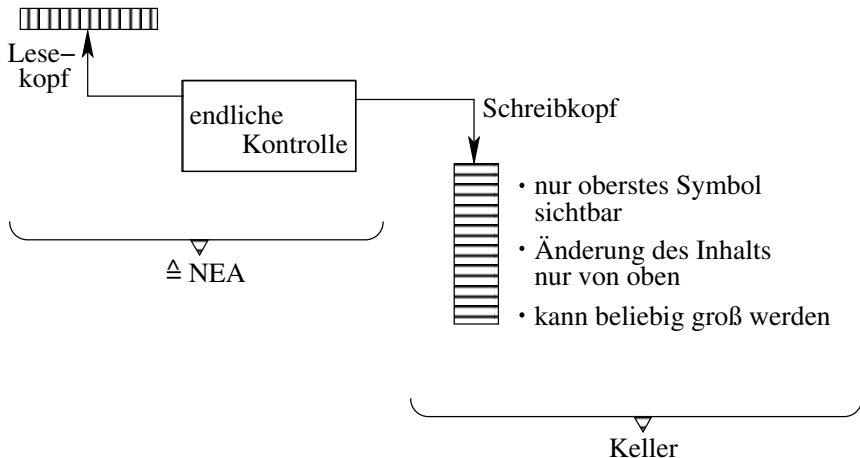 Lese–
kopf
endliche
Kontrolle
Schreibkopf
· nur oberstes Symbol
sichtbar
· Änderung des Inhalts
nur von oben
· kann beliebig groß werden
≙ NEA
Keller